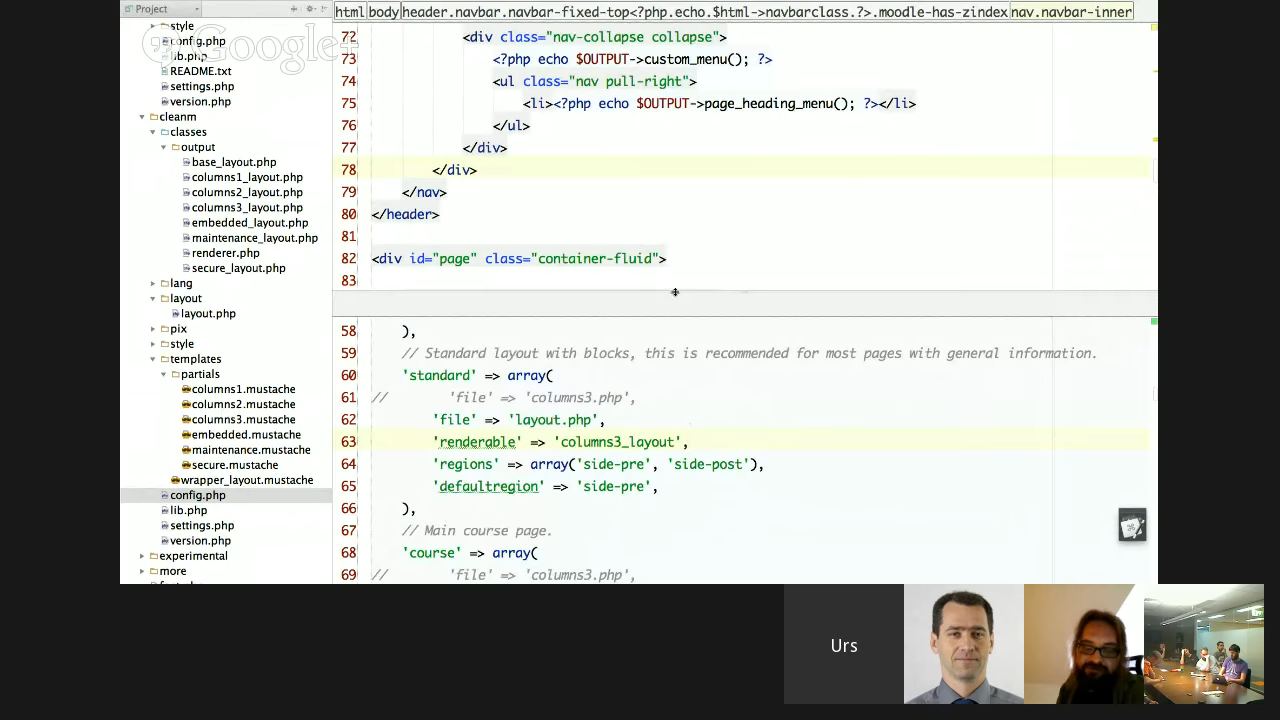 Project
html body header.navbar.navbar-fixed-top<?php.echo.$html->navbarclass.?>.moodle-has-zindex nav.navbar-inner
Google+
style
config.php
lib.php
README.txt
settings.php
version.php
cleanm
classes
output
base_layout.php
columns1_layout.php
columns2_layout.php
columns3_layout.php
embedded_layout.php
maintenance_layout.php
renderer.php
secure_layout.php
lang
layout
layout.php
pix
style
templates
partials
columns1.mustache
columns2.mustache
columns3.mustache
embedded.mustache
maintenance.mustache
secure.mustache
wrapper_layout.mustache
config.php
lib.php
settings.php
version.php
experimental
more
72 <div class="nav-collapse collapse">
73 <?php echo $OUTPUT->custom_menu(); ?>
74 <ul class="nav pull-right">
75 <li><?php echo $OUTPUT->page_heading_menu(); ?></li>
76 </ul>
77 </div>
78 </div>
79 </nav>
80 </header>
81
82 <div id="page" class="container-fluid">
83
58 ),
59 // Standard layout with blocks, this is recommended for most pages with general information.
60 'standard' => array(
61 // 'file' => 'columns3.php',
62 'file' => 'layout.php',
63 'renderable' => 'columns3_layout',
64 'regions' => array('side-pre', 'side-post'),
65 'defaultregion' => 'side-pre',
66 ),
67 // Main course page.
68 'course' => array(
69 // 'file' => 'columns3.php',
Urs